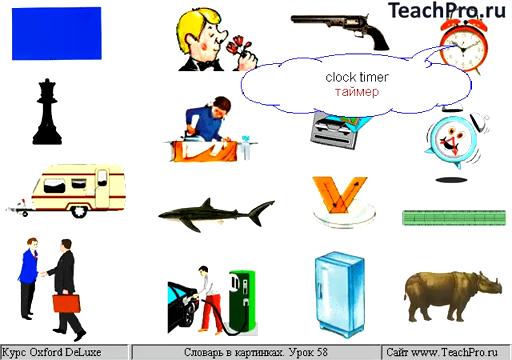 TeachPro.ru
clock timer
таймер
Курс Oxford DeLuxe
Словарь в картинках. Урок 58
Сайт www.TeachPro.ru